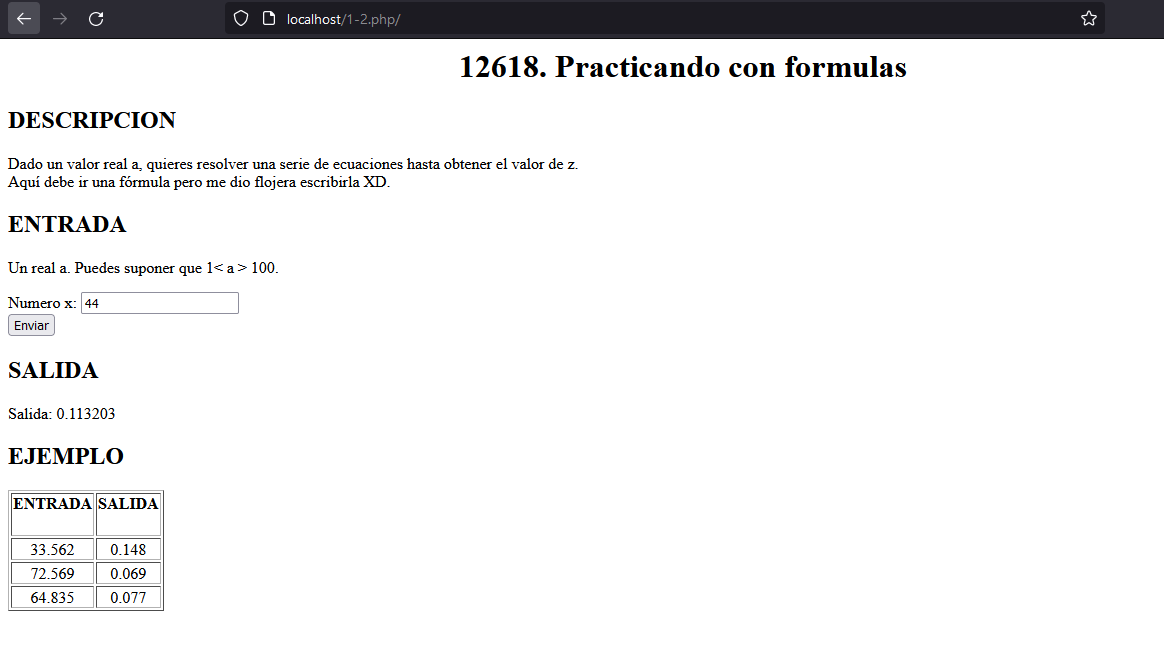 localhost/1-2.php/
12618. Practicando con formulas
DESCRIPCION
Dado un valor real a, quieres resolver una serie de ecuaciones hasta obtener el valor de z.
Aquí debe ir una fórmula pero me dio flojera escribirla XD.
ENTRADA
Un real a. Puedes suponer que 1< a > 100.
Numero x: 44
Enviar
SALIDA
Salida: 0.113203
EJEMPLO
ENTRADA SALIDA
33.562 0.148
72.569 0.069
64.835 0.077